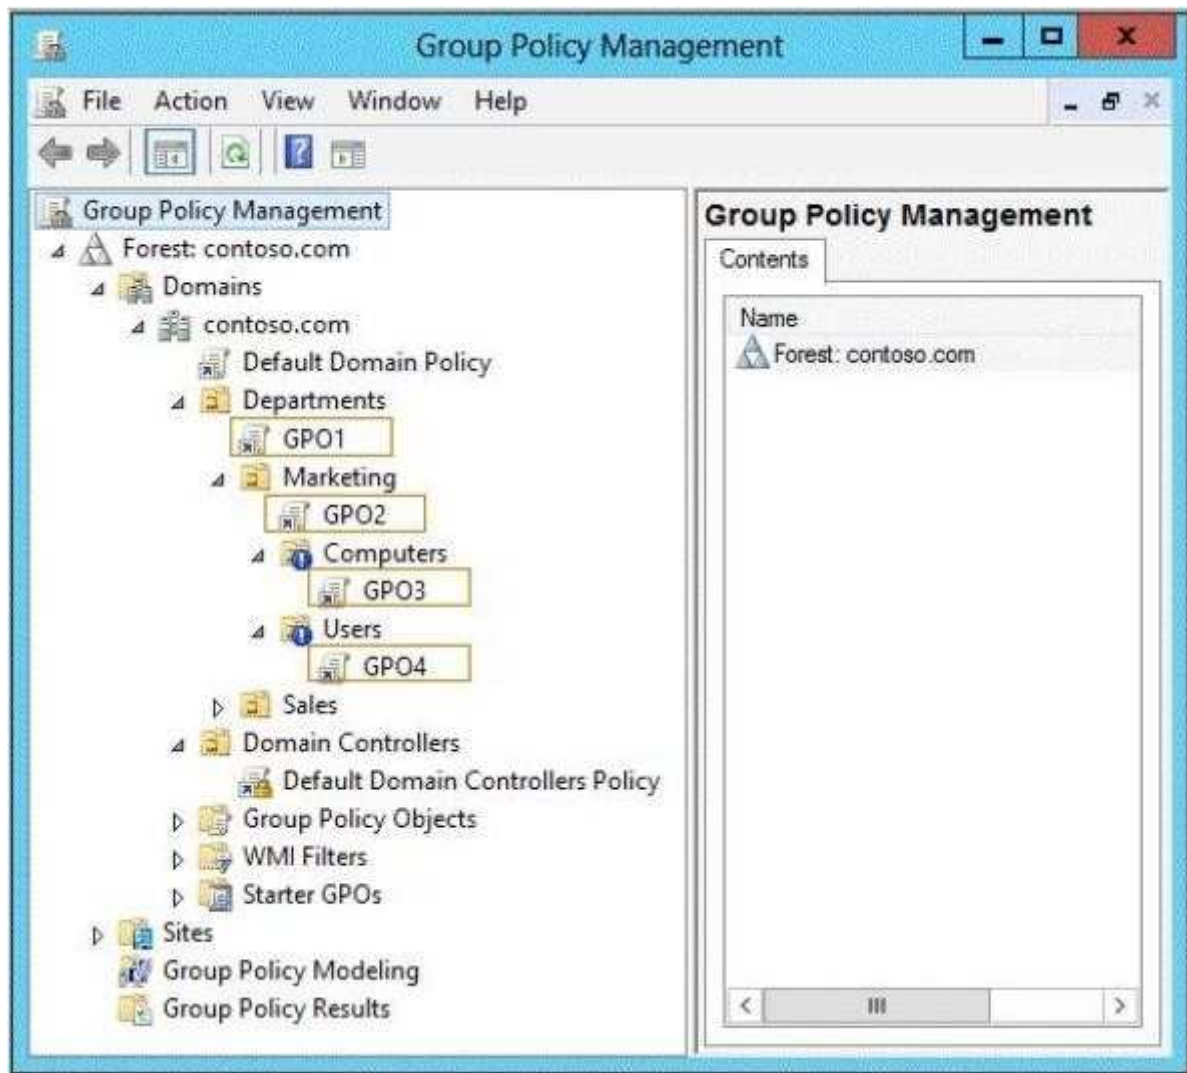 Group Policy Management
File Action View Window Help
Group Policy Management
Forest: contoso.com
Domains
contoso.com
Default Domain Policy
Departments
GPO1
Marketing
GPO2
Computers
GPO3
Users
GPO4
Sales
Domain Controllers
Default Domain Controllers Policy
Group Policy Objects
WMI Filters
Starter GPOs
Sites
Group Policy Modeling
Group Policy Results
Group Policy Management
Contents
Name
Forest: contoso.com